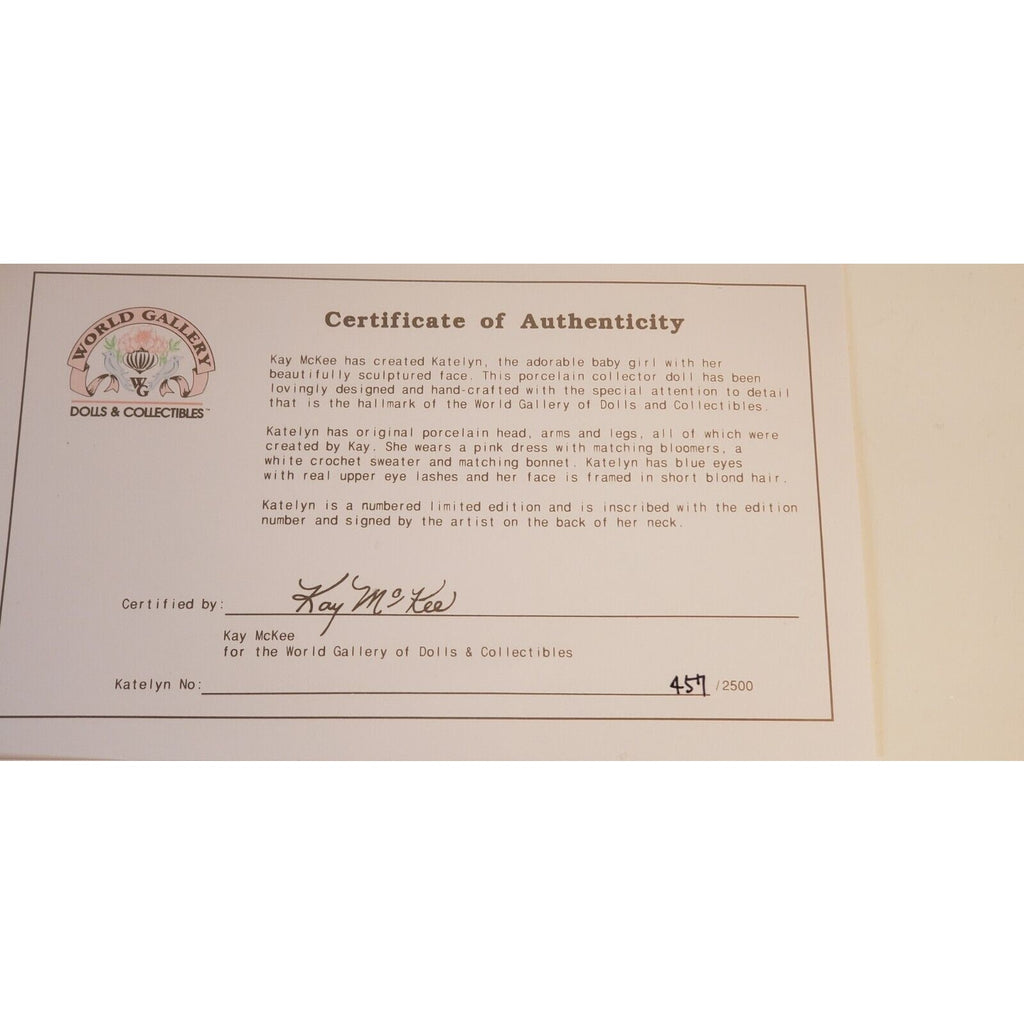 WORLD GALLERY
WG
DOLLS & COLLECTIBLES™
Certificate of Authenticity
Kay McKee has created Katelyn, the adorable baby girl with her
beautifully sculptured face. This porcelain collector doll has been
lovingly designed and hand-crafted with the special attention to detail
that is the hallmark of the World Gallery of Dolls and Collectibles.
Katelyn has original porcelain head, arms and legs, all of which were
created by Kay. She wears a pink dress with matching bloomers, a
white crochet sweater and matching bonnet. Katelyn has blue eyes
with real upper eye lashes and her face is framed in short blond hair.
Katelyn is a numbered limited edition and is inscribed with the edition
number and signed by the artist on the back of her neck.
Certified by: Kay McKee
Kay McKee
for the World Gallery of Dolls & Collectibles
Katelyn No: 457 /2500